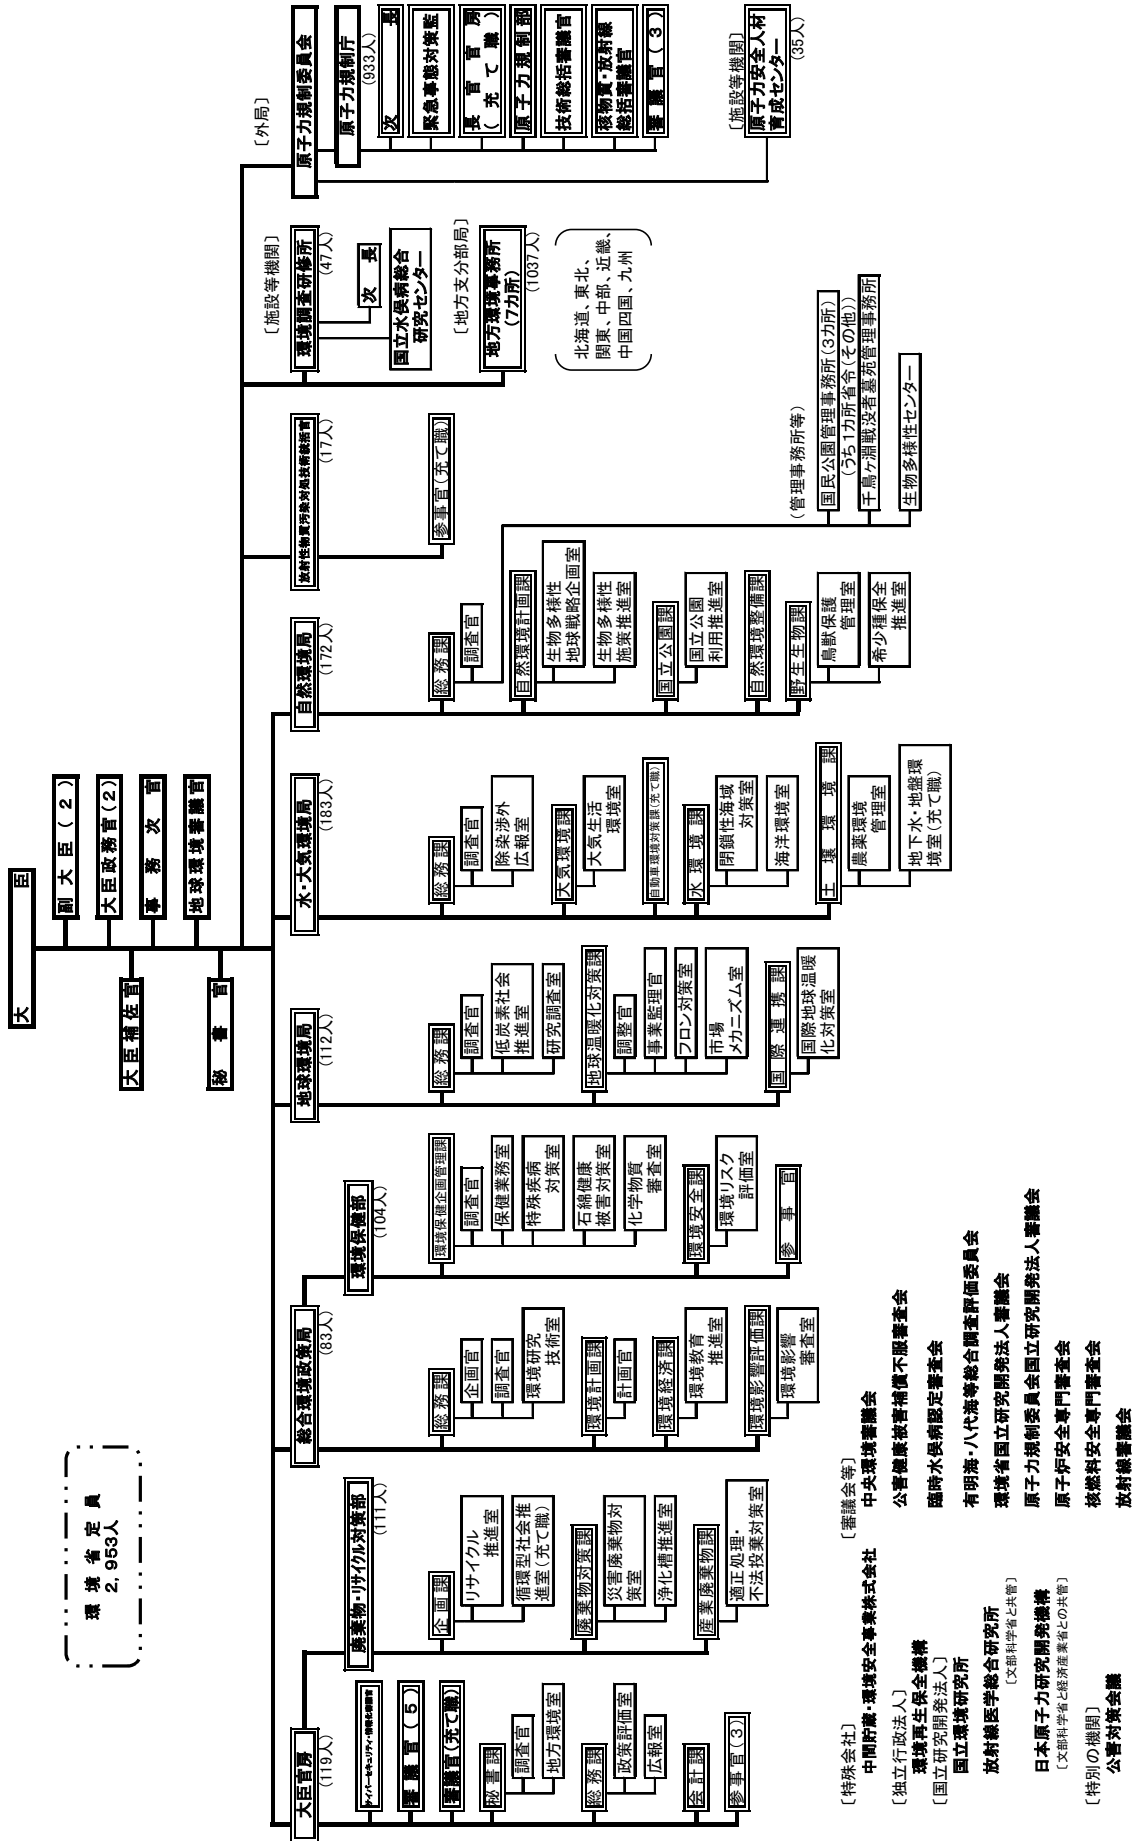 環境省定員
2,953人
大臣
副大臣(2)
大臣政務官(2)
事務次官
地球環境審議官
大臣補佐官
秘書官
大臣官房
(119人)
サイバーセキュリティ・情報化審議官
審議官(5)
審議官(充て職)
秘書課
調査官
地方環境室
総務課
政策評価室
広報室
会計課
参事官(3)
廃棄物・リサイクル対策部
(111人)
企画課
リサイクル
推進室
循環型社会推
進室(充て職)
廃棄物対策課
災害廃棄物対
策室
浄化槽推進室
産業廃棄物課
適正処理・
不法投棄対策室
総合環境政策局
(83人)
総務課
企画官
調査官
環境研究
技術室
環境計画課
計画官
環境経済課
環境教育
推進室
環境影響評価課
環境影響
審査室
環境保健部
(104人)
環境保健企画管理課
調査官
保健業務室
特殊疾病
対策室
石綿健康
被害対策室
化学物質
審査室
環境安全課
環境リスク
評価室
参事官
地球環境局
(112人)
総務課
調査官
低炭素社会
推進室
研究調査室
地球温暖化対策課
調整官
事業監理官
フロン対策室
市場
メカニズム室
国際連携課
国際地球温暖
化対策室
水・大気環境局
(183人)
総務課
調査官
除染渉外
広報室
大気環境課
大気生活
環境室
自動車環境対策課(充て職)
水環境課
閉鎖性海域
対策室
海洋環境室
土壌環境課
農薬環境
管理室
地下水・地盤環
境室(充て職)
自然環境局
(172人)
総務課
調査官
自然環境計画課
生物多様性
地球戦略企画室
生物多様性
施策推進室
国立公園課
国立公園
利用推進室
自然環境整備課
野生生物課
鳥獣保護
管理室
希少種保全
推進室
(管理事務所等)
国民公園管理事務所(3カ所)
(うち1カ所省令(その他))
千鳥ヶ淵戦没者墓苑管理事務所
生物多様性センター
放射性物質汚染対処技術統括官
(17人)
参事官(充て職)
〔施設等機関〕
環境調査研修所
(47人)
次長
国立水俣病総合
研究センター
〔地方支分部局〕
地方環境事務所
(7カ所)
(1037人)
北海道、東北、
関東、中部、近畿、
中国四国、九州
〔外局〕
原子力規制委員会
原子力規制庁
(933人)
次長
緊急事態対策監
長官官房
(充て職)
原子力規制部
技術総括審議官
核物質・放射線
総括審議官
審議官(3)
〔施設等機関〕
原子力安全人材
育成センター
(35人)
〔特殊会社〕
中間貯蔵・環境安全事業株式会社
〔独立行政法人〕
環境再生保全機構
〔国立研究開発法人〕
国立環境研究所
放射線医学総合研究所
〔文部科学省と共管〕
日本原子力研究開発機構
〔文部科学省と経済産業省との共管〕
〔特別の機関〕
公害対策会議
〔審議会等〕
中央環境審議会
公害健康被害補償不服審査会
臨時水俣病認定審査会
有明海・八代海等総合調査評価委員会
環境省国立研究開発法人審議会
原子力規制委員会国立研究開発法人審議会
原子炉安全専門審査会
核燃料安全専門審査会
放射線審議会